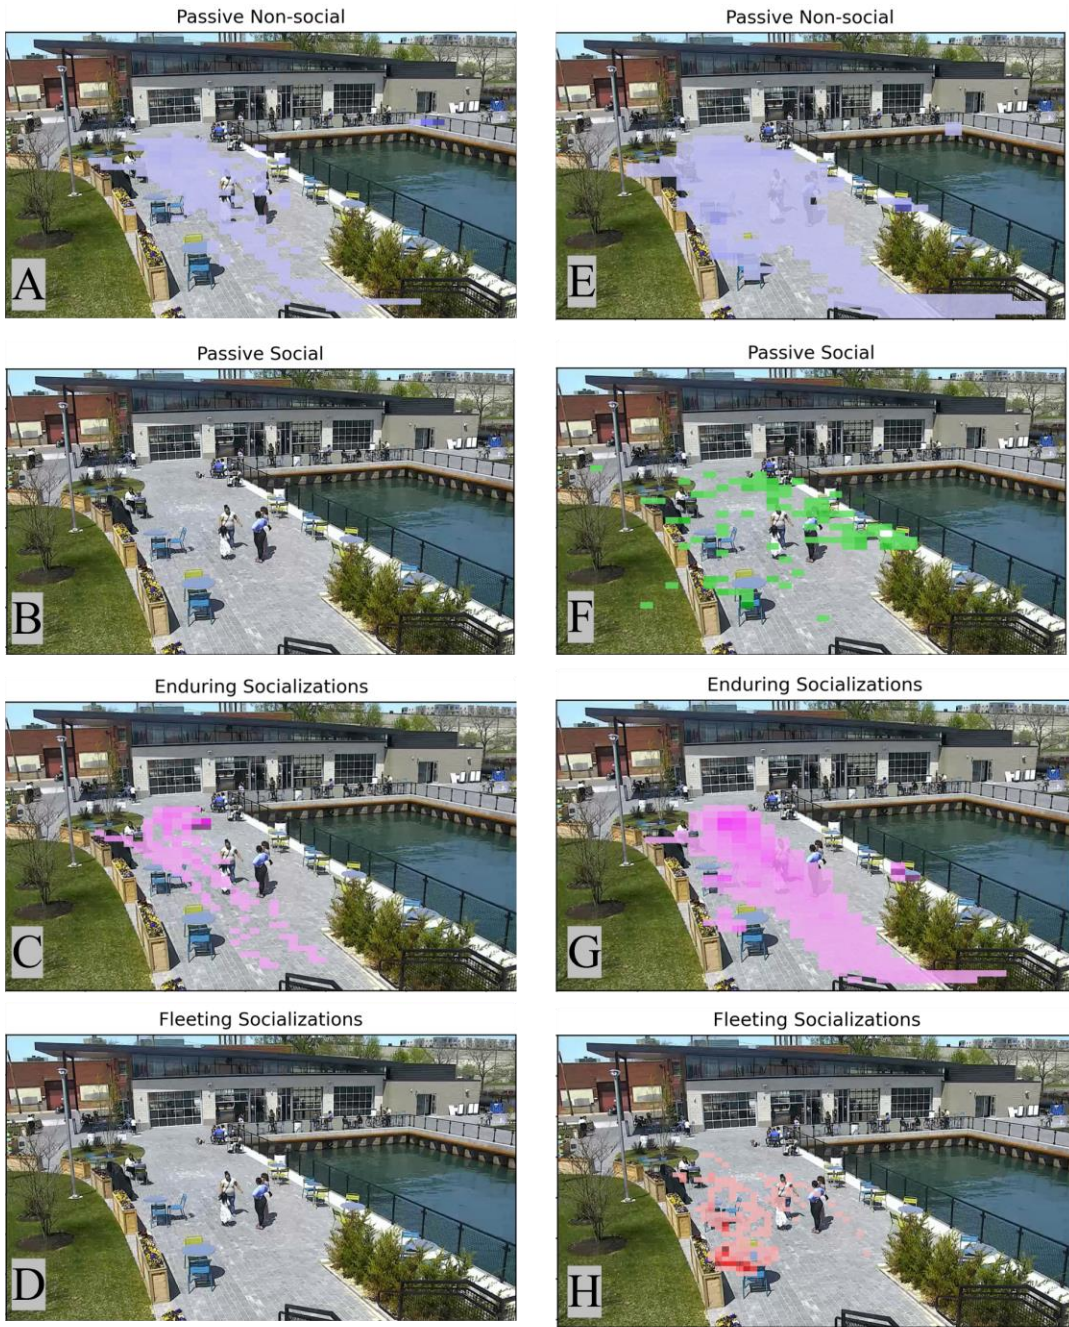 Passive Non-social
Passive Non-social
A
E
Passive Social
Passive Social
B
F
Enduring Socializations
Enduring Socializations
C
G
Fleeting Socializations
Fleeting Socializations
D
H